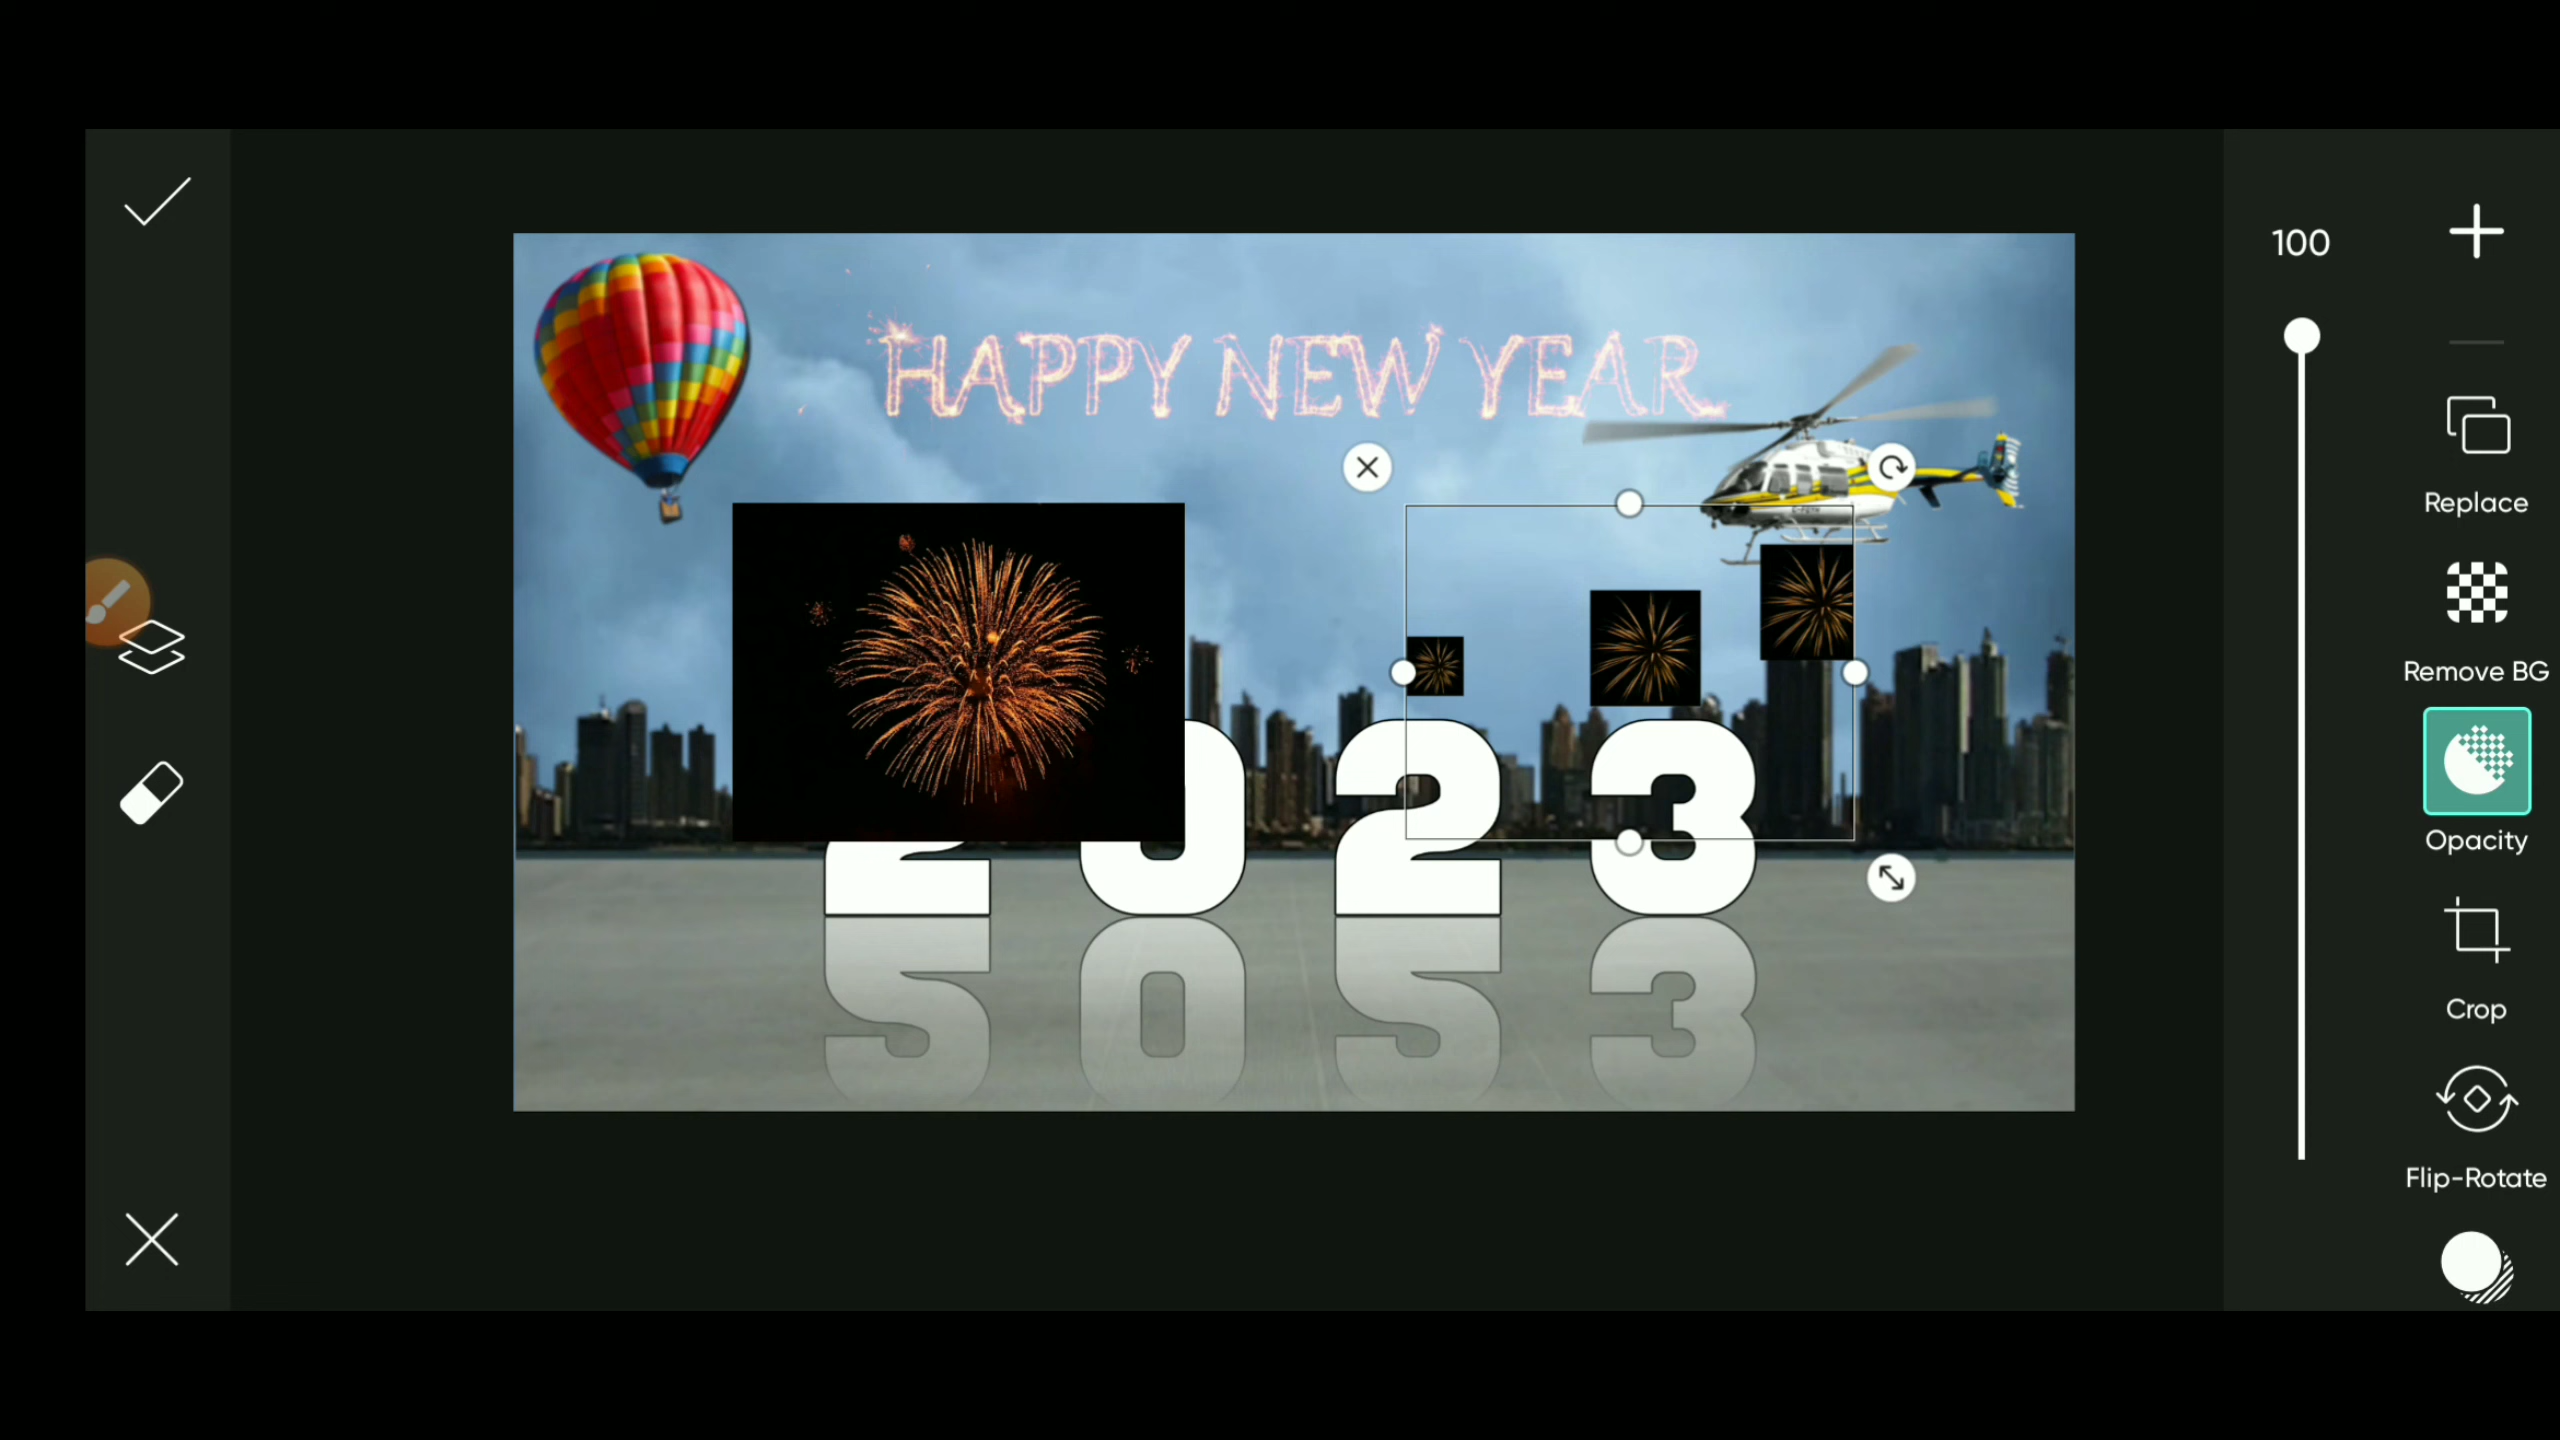 100
HAPPY NEW YEAR
Replace
Remove BG
2023
Opacity
Crop
Flip-Rotate